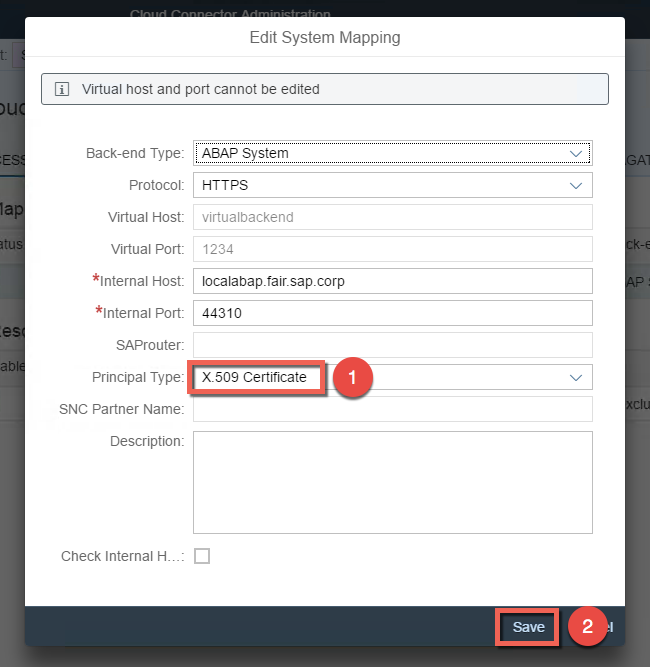 Cloud Connector Administration
Edit System Mapping
Virtual host and port cannot be edited
Back-end Type: ABAP System
Protocol: HTTPS
Virtual Host: virtualbackend
Virtual Port: 1234
*Internal Host: localabap.fair.sap.corp
*Internal Port: 44310
SAProuter:
Principal Type: X.509 Certificate 1
SNC Partner Name:
Description:
Check Internal H...:
Save 2